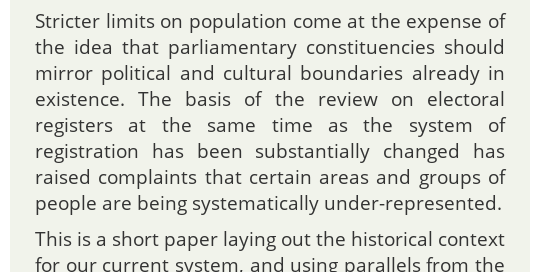 Stricter limits on population come at the expense of
the idea that parliamentary constituencies should
mirror political and cultural boundaries already in
existence. The basis of the review on electoral
registers at the same time as the system of
registration has been substantially changed has
raised complaints that certain areas and groups of
people are being systematically under-represented.
This is a short paper laying out the historical context
for our current system, and using parallels from the